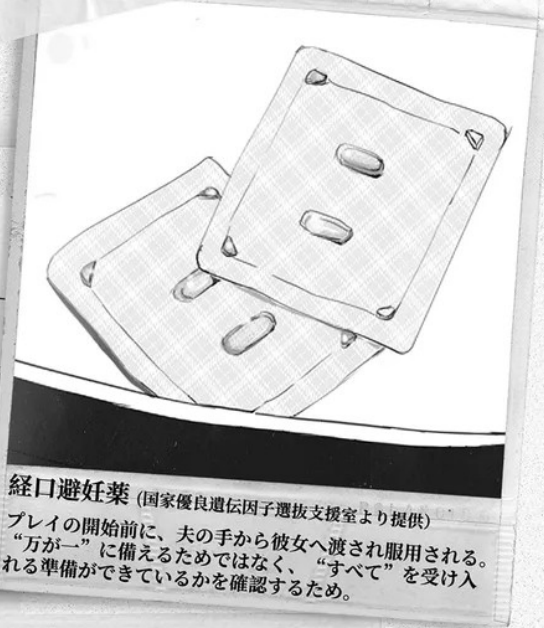 経口避妊薬 (国家優良遺伝因子選抜支援室より提供)
プレイの開始前に、夫の手から彼女へ渡され服用される。
“万が一”に備えるためではなく、“すべて”を受け入
れる準備ができているかを確認するため。